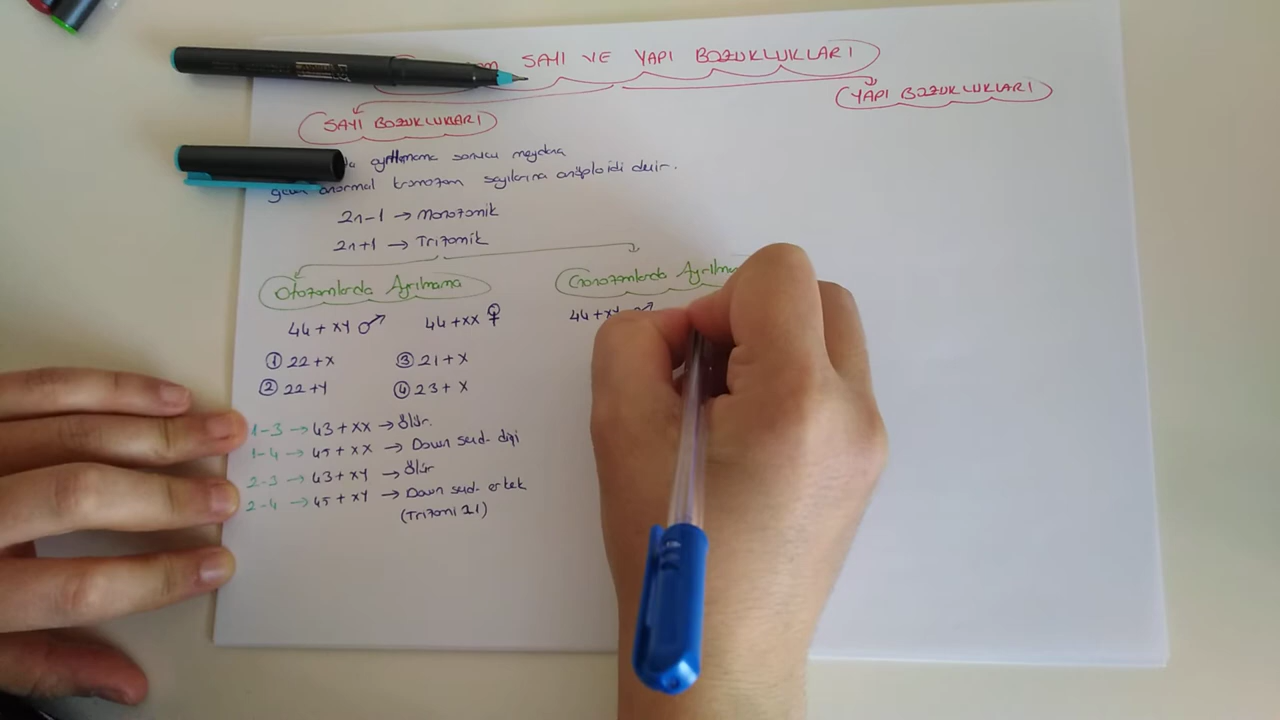 SAYI VE YAPI BOZUKLUKLARI
SAYI BOZUKLUKLARI
YAPI BOZUKLUKLARI
ayrılmama sonucu meydana
anormal kromozom sayılarına anöploidi denir.
2n-1 → Monozomik
2n+1 → Trizomik
Otozomlarda Ayrılmama
Gonozomlarda
44 + XY ♂ 44 + XX ♀
① 22 + X ③ 21 + X
② 22 + Y ④ 23 + X
1-3 → 43 + XX → Ölür.
1-4 → 45 + XX → Down send- dişi
2-3 → 43 + XY → Ölür
2-4 → 45 + XY → Down send- erkek
(Trizomi 21)
44 + XY ♂